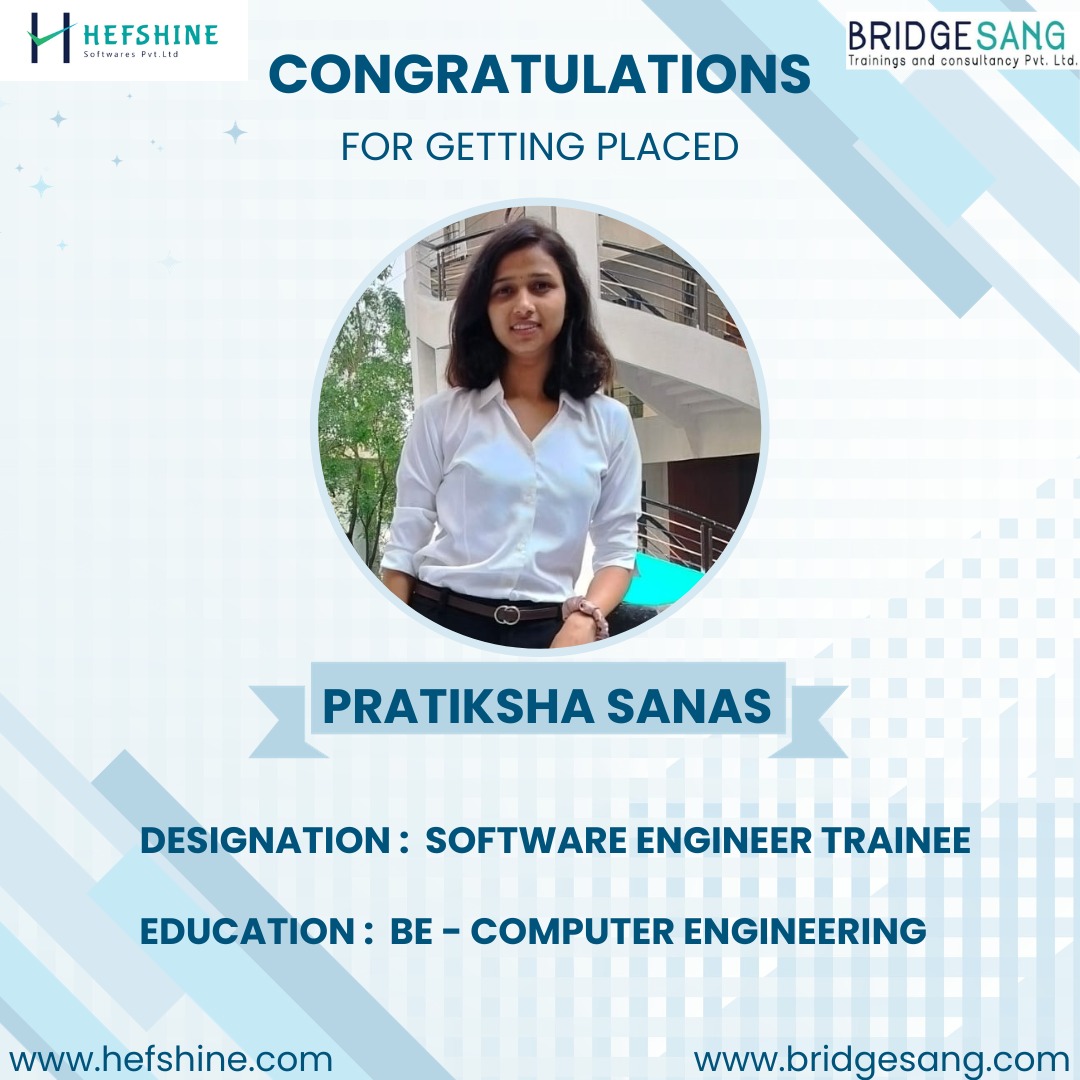 HEFSHINE
Softwares Pvt.Ltd
BRIDGESANG
Trainings and consultancy Pvt. Ltd.
CONGRATULATIONS
FOR GETTING PLACED
PRATIKSHA SANAS
DESIGNATION : SOFTWARE ENGINEER TRAINEE
EDUCATION : BE - COMPUTER ENGINEERING
www.hefshine.com
www.bridgesang.com